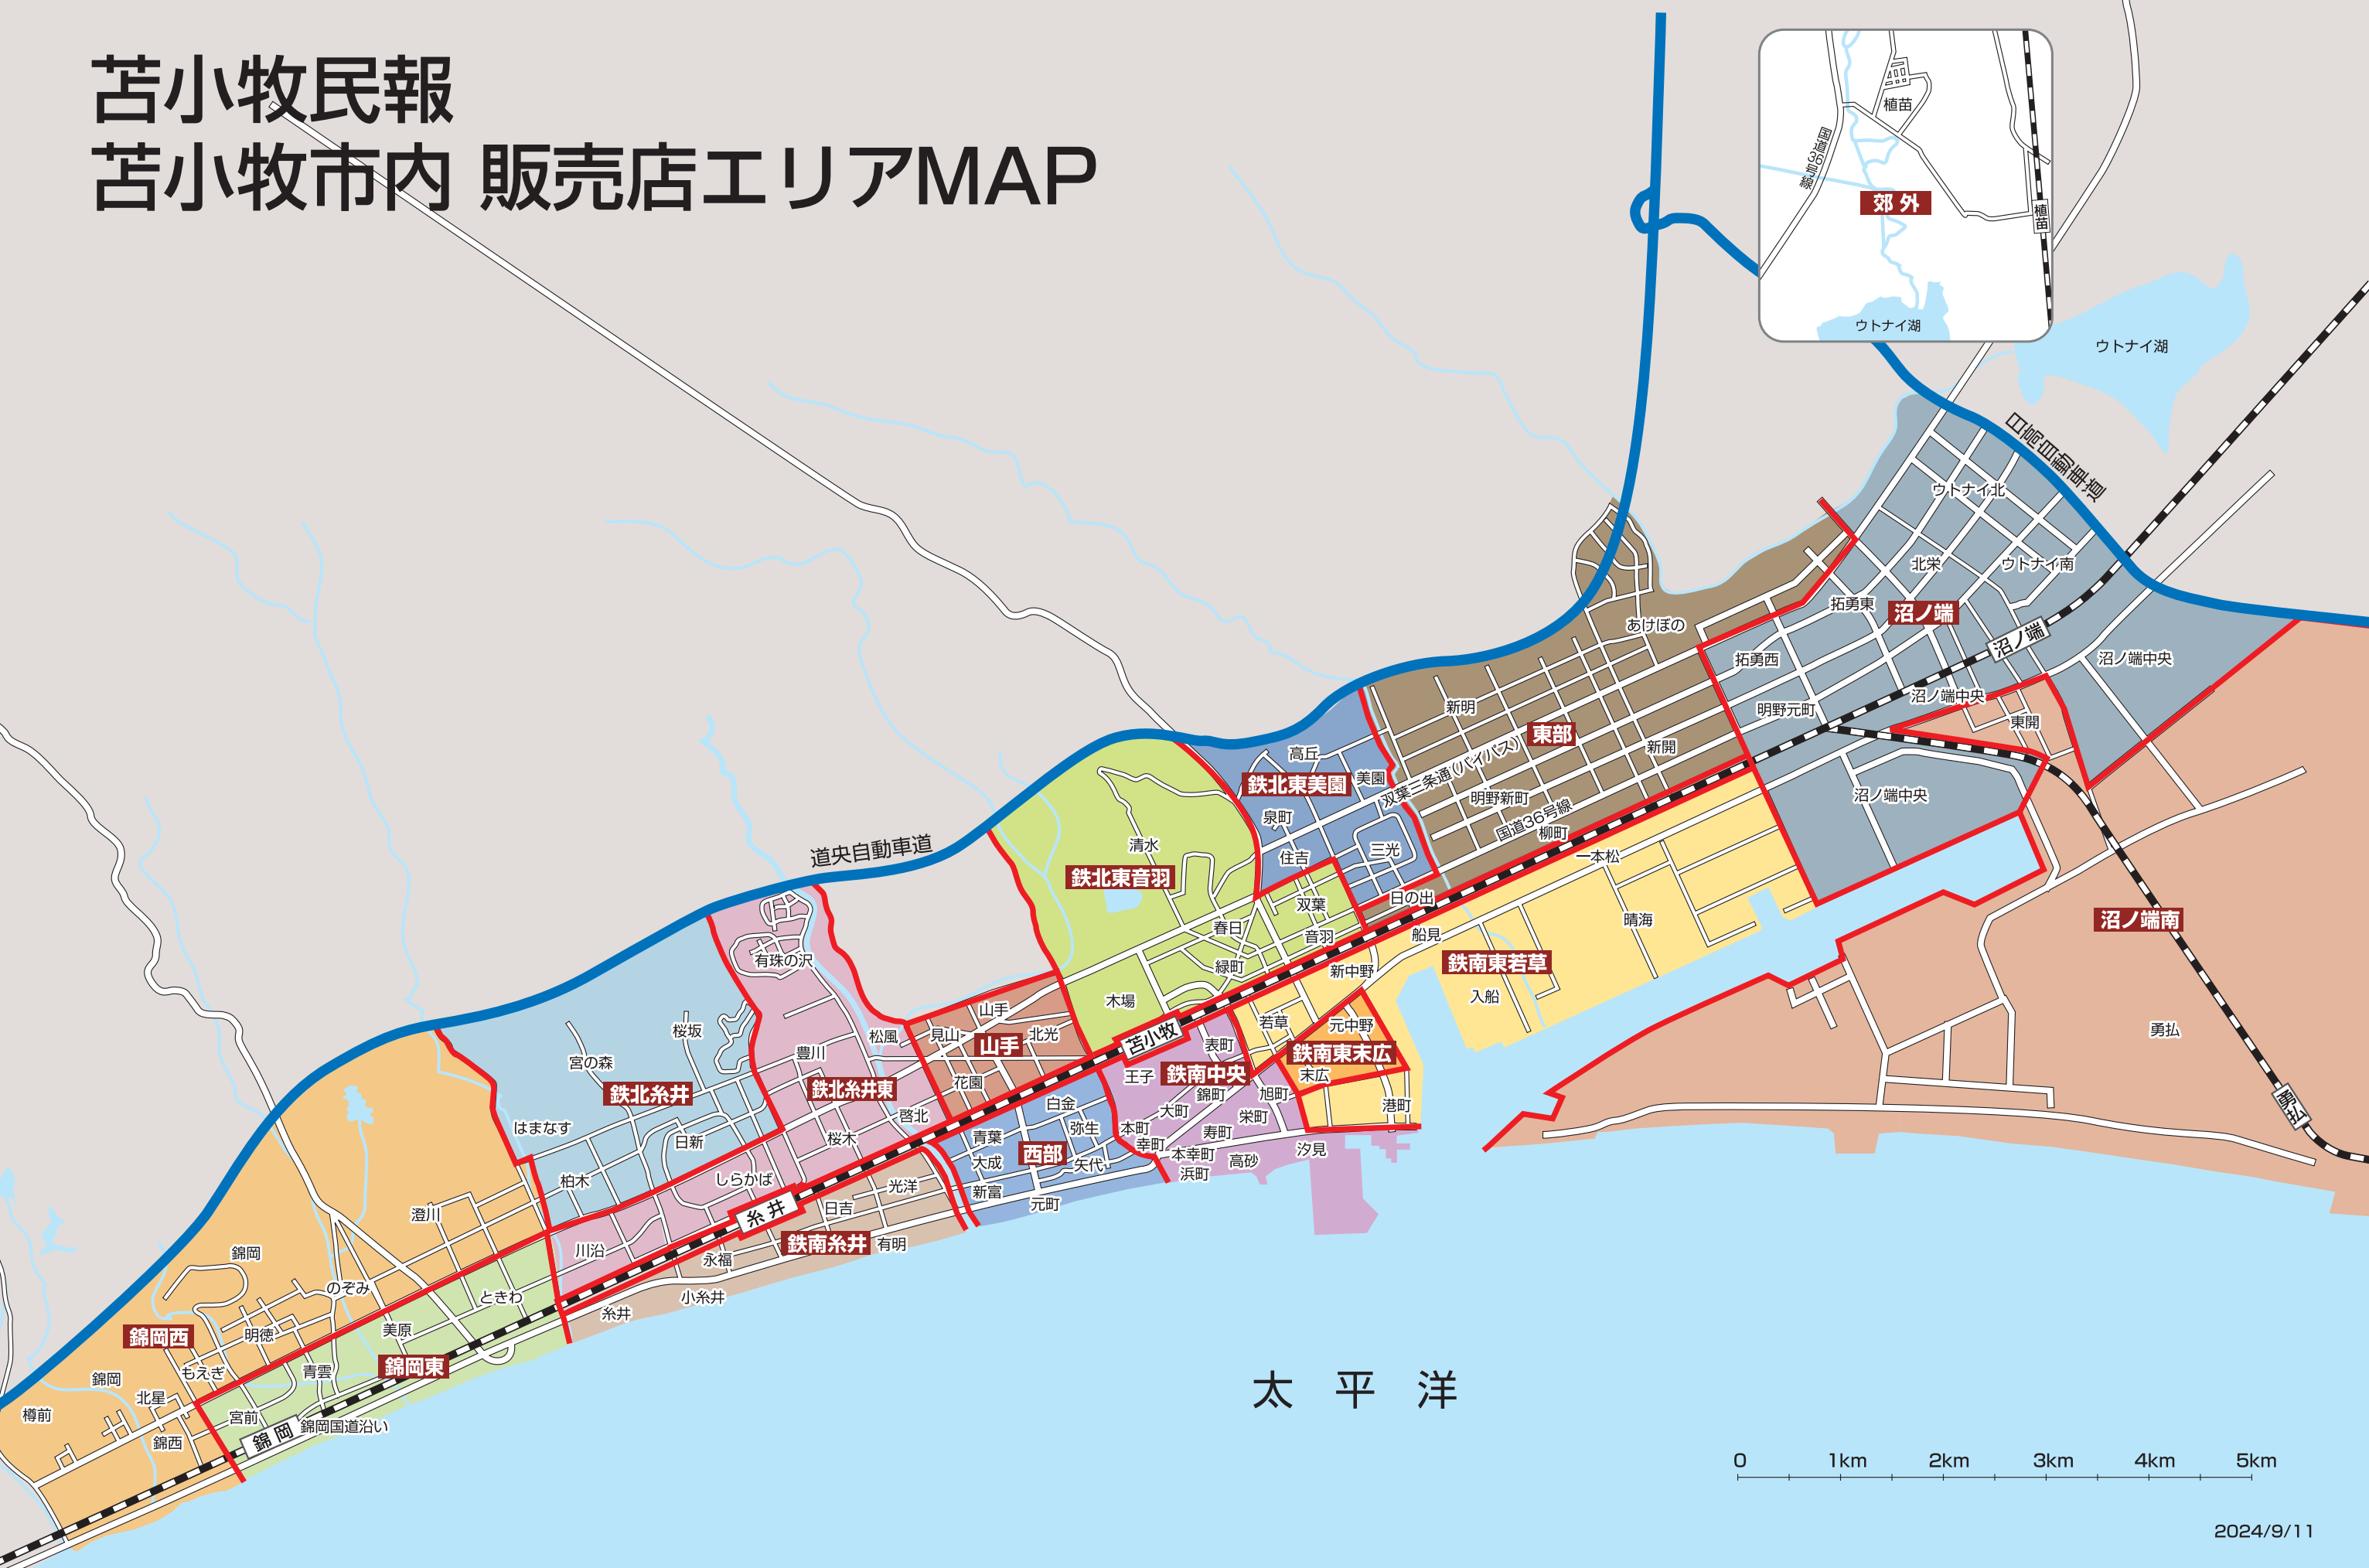 苫小牧民報
苫小牧市内 販売店エリアMAP
植苗
国道36号線
郊外
植苗
ウトナイ湖
ウトナイ湖
日高自動車道
ウトナイ北
北栄
ウトナイ南
拓勇東
沼ノ端
沼ノ端
あけぼの
拓勇西
沼ノ端中央
沼ノ端中央
明野元町
東開
新明
東部
新開
高丘
鉄北東美園
美園
双葉三条通(バイパス)
明野新町
国道36号線
柳町
沼ノ端中央
泉町
住吉
三光
一本松
清水
道央自動車道
鉄北東音羽
双葉
日の出
春日
音羽
船見
晴海
沼ノ端南
緑町
新中野
鉄南東若草
有珠の沢
木場
入船
山手
若草
元中野
勇払
桜坂
松風
見山
山手
北光
苫小牧
表町
鉄南東末広
宮の森
豊川
花園
王子
鉄南中央
末広
鉄北糸井
鉄北糸井東
錦町
旭町
港町
勇払
白金
大町
栄町
啓北
はまなす
日新
桜木
青葉
弥生
本町
寿町
幸町
汐見
西部
大成
矢代
本幸町
高砂
柏木
しらかば
光洋
新富
浜町
元町
澄川
糸井
日吉
錦岡
川沿
鉄南糸井
有明
永福
のぞみ
ときわ
小糸井
糸井
錦岡西
明徳
美原
錦岡東
もえぎ
青雲
錦岡
北星
樽前
宮前
錦岡
錦岡国道沿い
錦西
太平洋
0 1km 2km 3km 4km 5km
2024/9/11